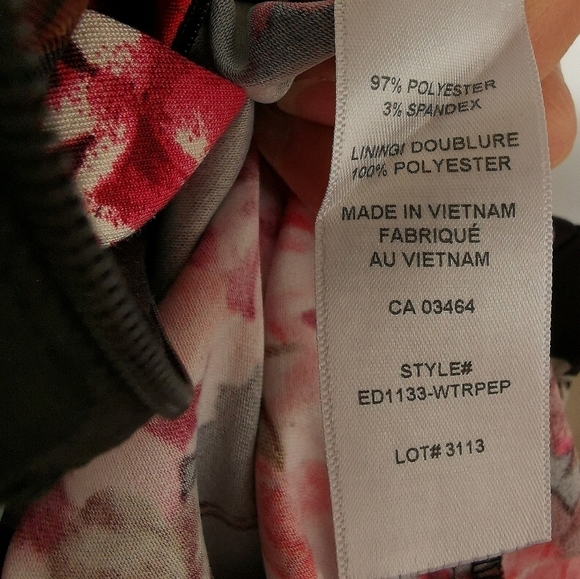 97% POLYESTER
3% SPANDEX
LINING/ DOUBLURE
100% POLYESTER
MADE IN VIETNAM
FABRIQUÉ
AU VIETNAM
CA 03464
STYLE#
ED1133-WTRPEP
LOT# 3113